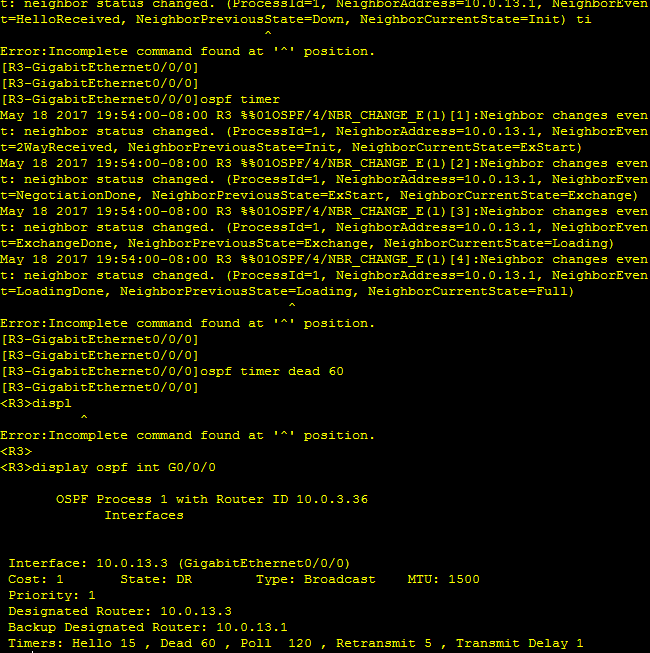 t: neighbor status changed. (ProcessId=1, NeighborAddress=10.0.13.1, NeighborEven
t=HelloReceived, NeighborPreviousState=Down, NeighborCurrentState=Init) ti
^
Error:Incomplete command found at '^' position.
[R3-GigabitEthernet0/0/0]
[R3-GigabitEthernet0/0/0]
[R3-GigabitEthernet0/0/0]ospf timer
May 18 2017 19:54:00-08:00 R3 %%01OSPF/4/NBR_CHANGE_E(l)[1]:Neighbor changes even
t: neighbor status changed. (ProcessId=1, NeighborAddress=10.0.13.1, NeighborEven
t=2WayReceived, NeighborPreviousState=Init, NeighborCurrentState=ExStart)
May 18 2017 19:54:00-08:00 R3 %%01OSPF/4/NBR_CHANGE_E(l)[2]:Neighbor changes even
t: neighbor status changed. (ProcessId=1, NeighborAddress=10.0.13.1, NeighborEven
t=NegotiationDone, NeighborPreviousState=ExStart, NeighborCurrentState=Exchange)
May 18 2017 19:54:00-08:00 R3 %%01OSPF/4/NBR_CHANGE_E(l)[3]:Neighbor changes even
t: neighbor status changed. (ProcessId=1, NeighborAddress=10.0.13.1, NeighborEven
t=ExchangeDone, NeighborPreviousState=Exchange, NeighborCurrentState=Loading)
May 18 2017 19:54:00-08:00 R3 %%01OSPF/4/NBR_CHANGE_E(l)[4]:Neighbor changes even
t: neighbor status changed. (ProcessId=1, NeighborAddress=10.0.13.1, NeighborEven
t=LoadingDone, NeighborPreviousState=Loading, NeighborCurrentState=Full)
^
Error:Incomplete command found at '^' position.
[R3-GigabitEthernet0/0/0]
[R3-GigabitEthernet0/0/0]
[R3-GigabitEthernet0/0/0]ospf timer dead 60
[R3-GigabitEthernet0/0/0]
<R3>displ
^
Error:Incomplete command found at '^' position.
<R3>
<R3>display ospf int G0/0/0
OSPF Process 1 with Router ID 10.0.3.36
Interfaces
Interface: 10.0.13.3 (GigabitEthernet0/0/0)
Cost: 1 State: DR Type: Broadcast MTU: 1500
Priority: 1
Designated Router: 10.0.13.3
Backup Designated Router: 10.0.13.1
Timers: Hello 15 , Dead 60 , Poll 120 , Retransmit 5 , Transmit Delay 1